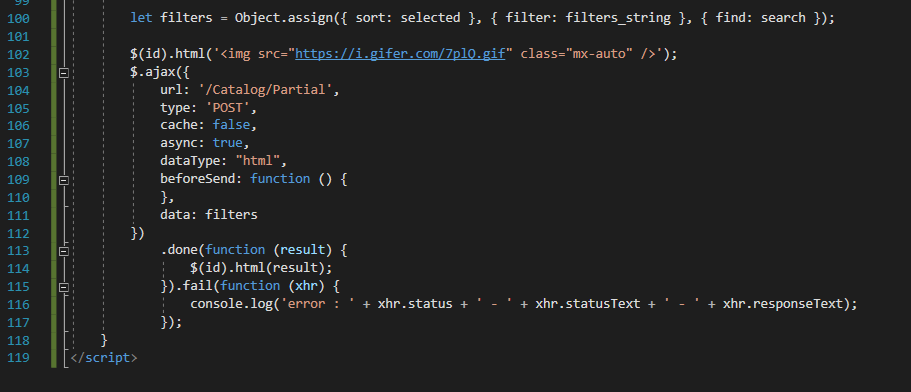 99
100 let filters = Object.assign({ sort: selected }, { filter: filters_string }, { find: search });
101
102 $(id).html('<img src="https://i.gifer.com/7plQ.gif" class="mx-auto" />');
103 $.ajax({
104 url: '/Catalog/Partial',
105 type: 'POST',
106 cache: false,
107 async: true,
108 dataType: "html",
109 beforeSend: function () {
110 },
111 data: filters
112 })
113 .done(function (result) {
114 $(id).html(result);
115 }).fail(function (xhr) {
116 console.log('error : ' + xhr.status + ' - ' + xhr.statusText + ' - ' + xhr.responseText);
117 });
118 }
119 </script>